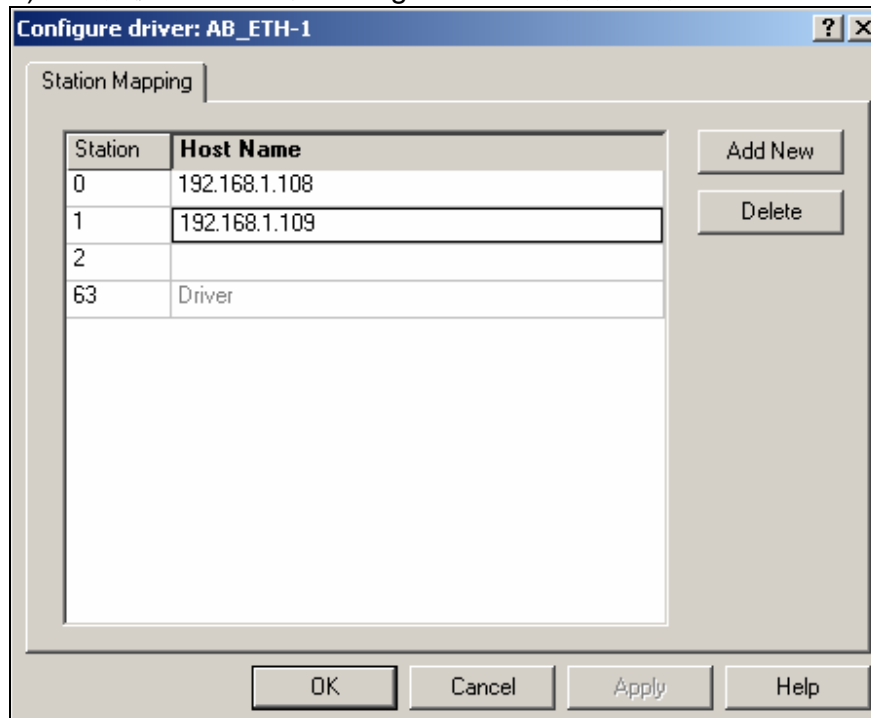 Configure driver: AB_ETH-1
Station Mapping
Station Host Name
0 192.168.1.108
1 192.168.1.109
2
63 Driver
Add New
Delete
OK Cancel Apply Help